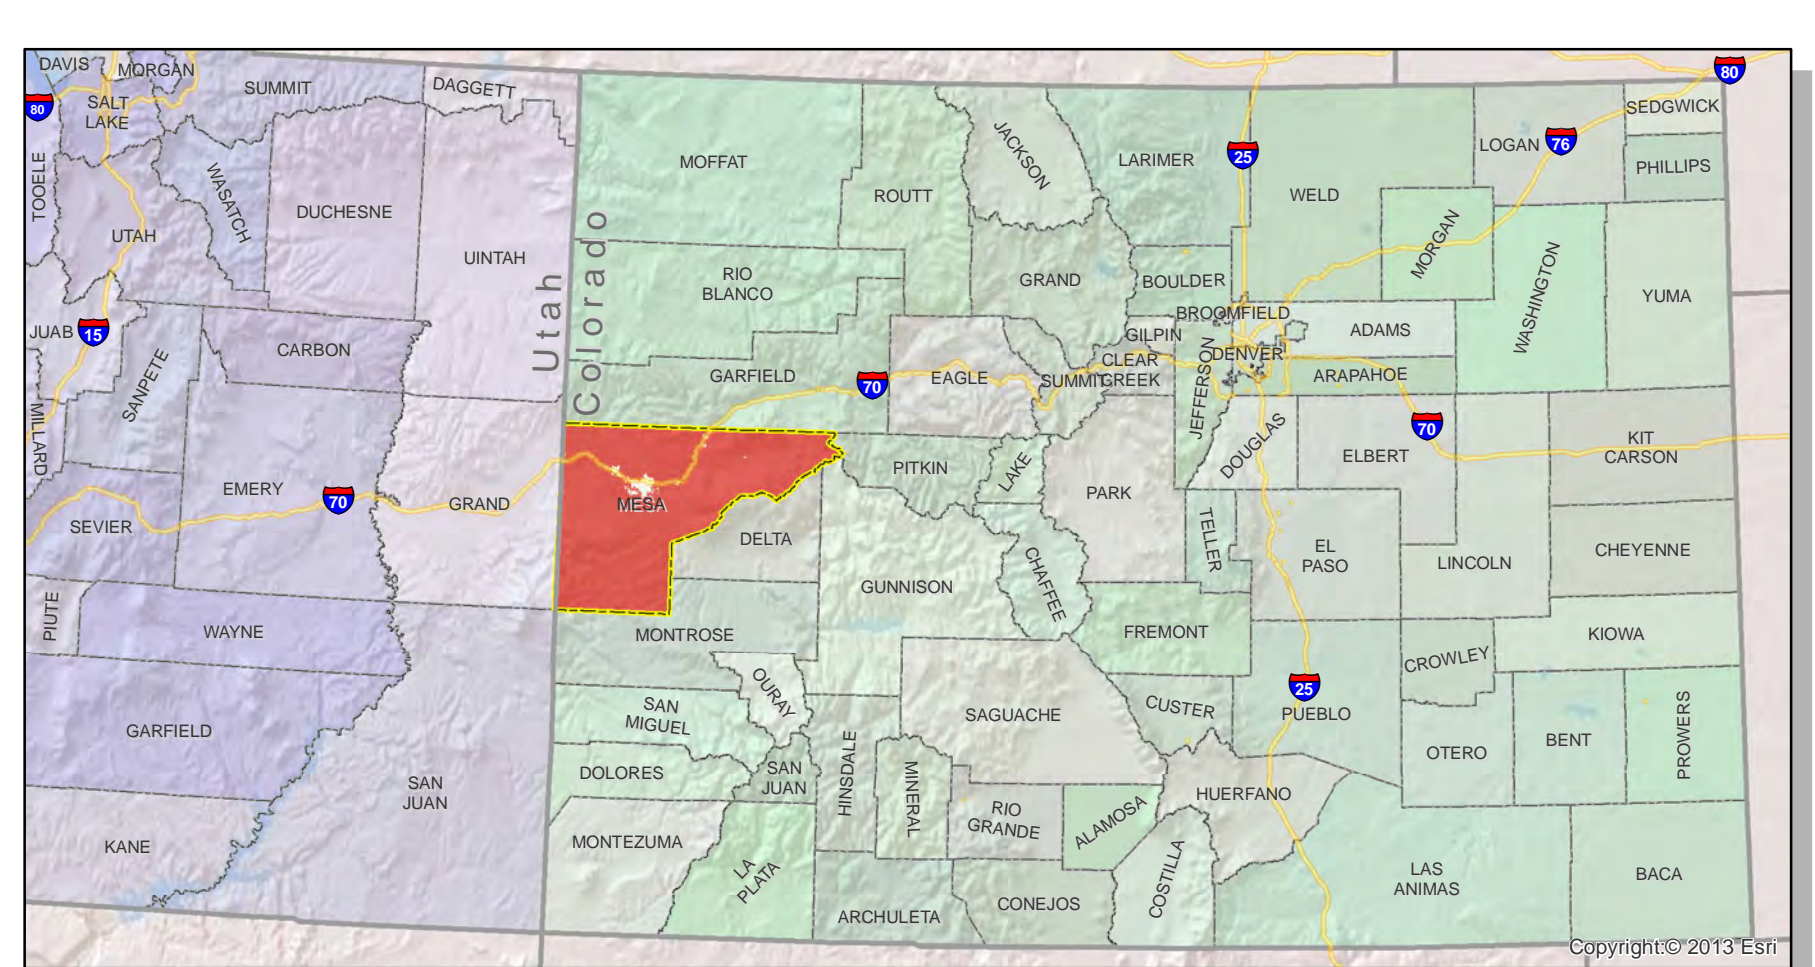 DAVIS
MORGAN
SUMMIT
DAGGETT
80
SALT
LAKE
TOOELE
WASATCH
DUCHESNE
UTAH
UINTAH
JUAB
15
SANPETE
CARBON
MILLARD
EMERY
70
GRAND
SEVIER
PIUTE
WAYNE
GARFIELD
SAN
JUAN
KANE
Utah
Colorado
MOFFAT
ROUTT
JACKSON
LARIMER
25
WELD
LOGAN
76
80
SEDGWICK
PHILLIPS
MORGAN
WASHINGTON
YUMA
RIO
BLANCO
GRAND
BOULDER
BROOMFIELD
GILPIN
ADAMS
CLEAR
CREEK
DENVER
JEFFERSON
ARAPAHOE
GARFIELD
70
EAGLE
SUMMIT
DOUGLAS
ELBERT
70
KIT
CARSON
PITKIN
LAKE
PARK
MESA
DELTA
TELLER
EL
PASO
LINCOLN
CHEYENNE
GUNNISON
CHAFFEE
FREMONT
KIOWA
MONTROSE
CROWLEY
OURAY
SAN
MIGUEL
SAGUACHE
CUSTER
25
PUEBLO
OTERO
BENT
PROWERS
DOLORES
SAN
JUAN
HINSDALE
MINERAL
RIO
GRANDE
ALAMOSA
HUERFANO
MONTEZUMA
LA
PLATA
ARCHULETA
CONEJOS
COSTILLA
LAS
ANIMAS
BACA
Copyright:© 2013 Esri